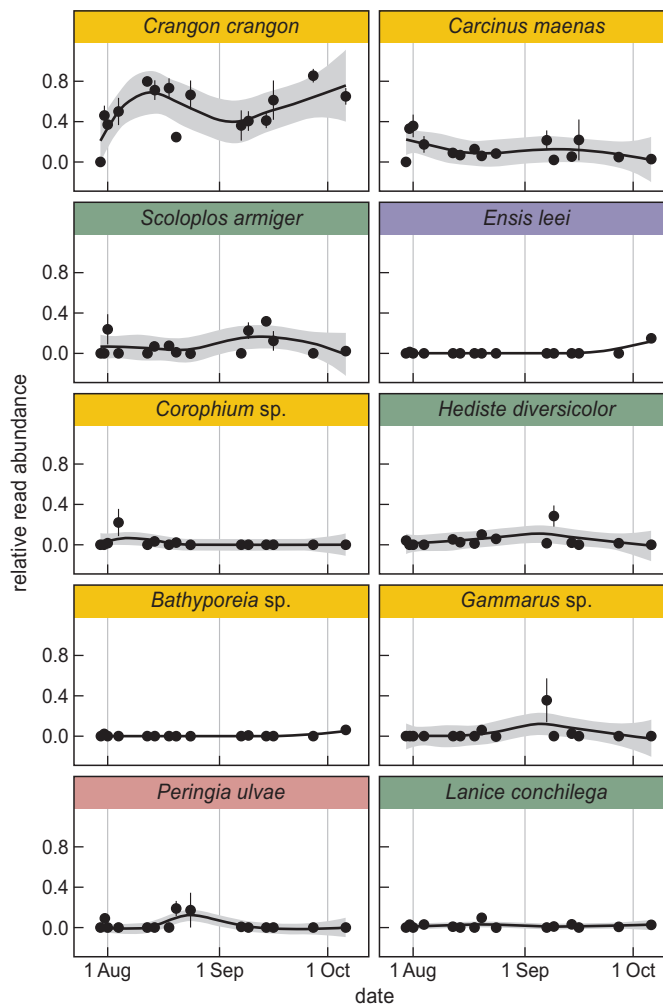 Crangon crangon
Carcinus maenas
0.8
0.4
0.0
Scoloplos armiger
Ensis leei
0.8
0.4
0.0
Corophium sp.
Hediste diversicolor
0.8
0.4
0.0
Bathyporeia sp.
Gammarus sp.
0.8
0.4
0.0
Peringia ulvae
Lanice conchilega
0.8
0.4
0.0
1 Aug 1 Sep 1 Oct 1 Aug 1 Sep 1 Oct
date
relative read abundance